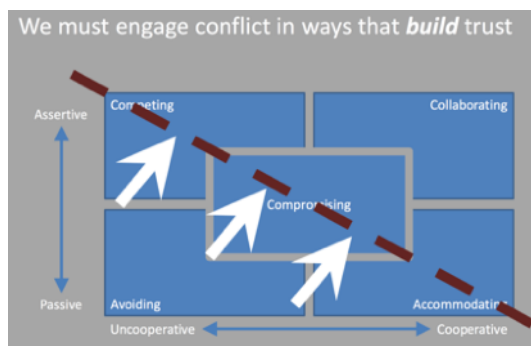 We must engage conflict in ways that build trust
Competing
Collaborating
Assertive
Compromising
Passive
Avoiding
Accommodating
Uncooperative
Cooperative